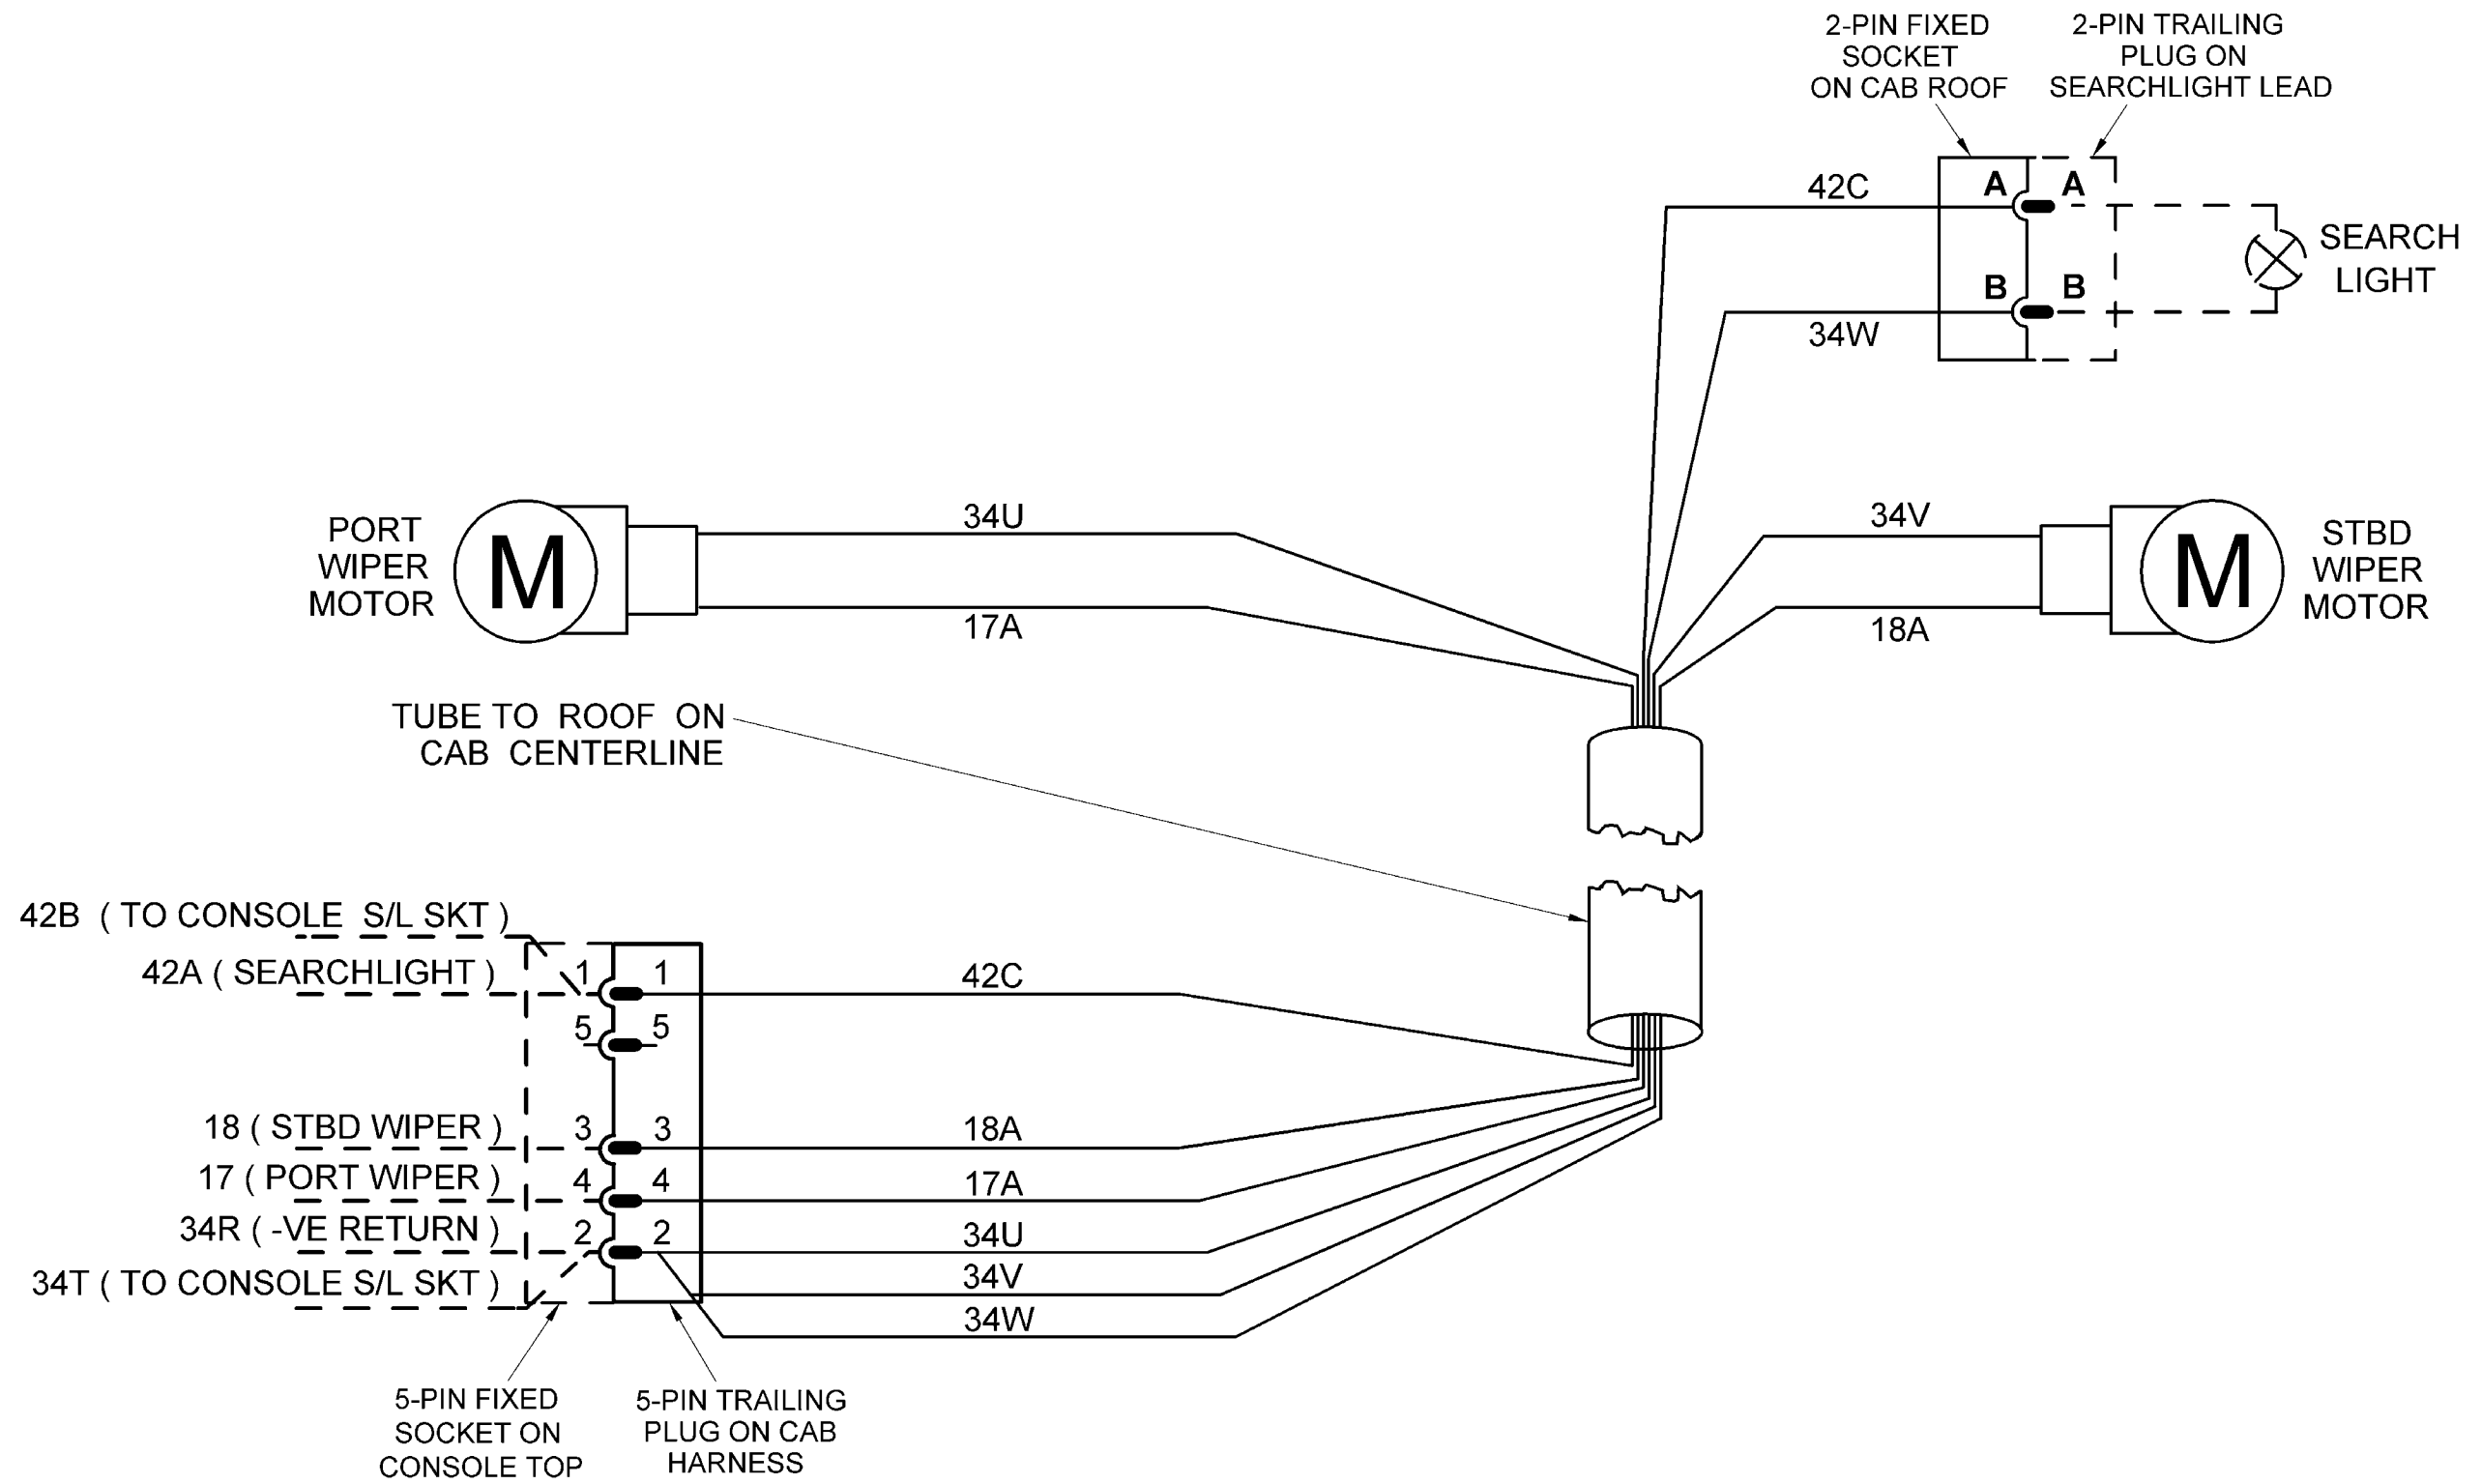 2-PIN FIXED
SOCKET
ON CAB ROOF
2-PIN TRAILING
PLUG ON
SEARCHLIGHT LEAD
42C
A A
SEARCH
LIGHT
B B
34W
PORT
WIPER
MOTOR
M
34U
17A
34V
18A
M
STBD
WIPER
MOTOR
TUBE TO ROOF ON
CAB CENTERLINE
42B ( TO CONSOLE S/L SKT )
42A ( SEARCHLIGHT )
1 1
42C
5 5
18 ( STBD WIPER )
3 3
18A
17 ( PORT WIPER )
4 4
17A
34R ( -VE RETURN )
2 2
34U
34T ( TO CONSOLE S/L SKT )
34V
34W
5-PIN FIXED
SOCKET ON
CONSOLE TOP
5-PIN TRAILING
PLUG ON CAB
HARNESS